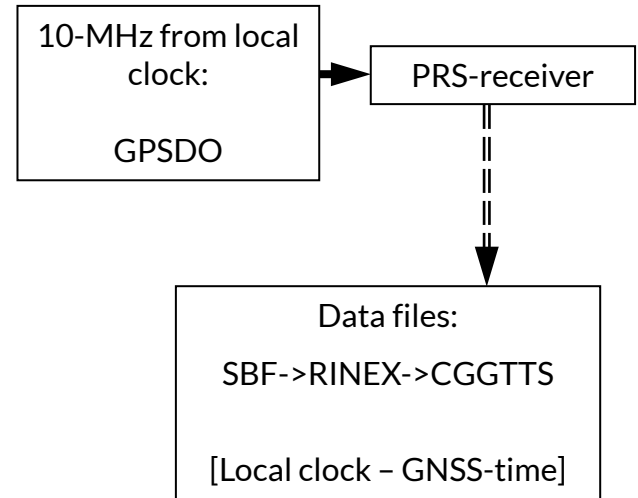 10-MHz from local
clock:
GPSDO
PRS-receiver
Data files:
SBF->RINEX->CGGTTS
[Local clock – GNSS-time]